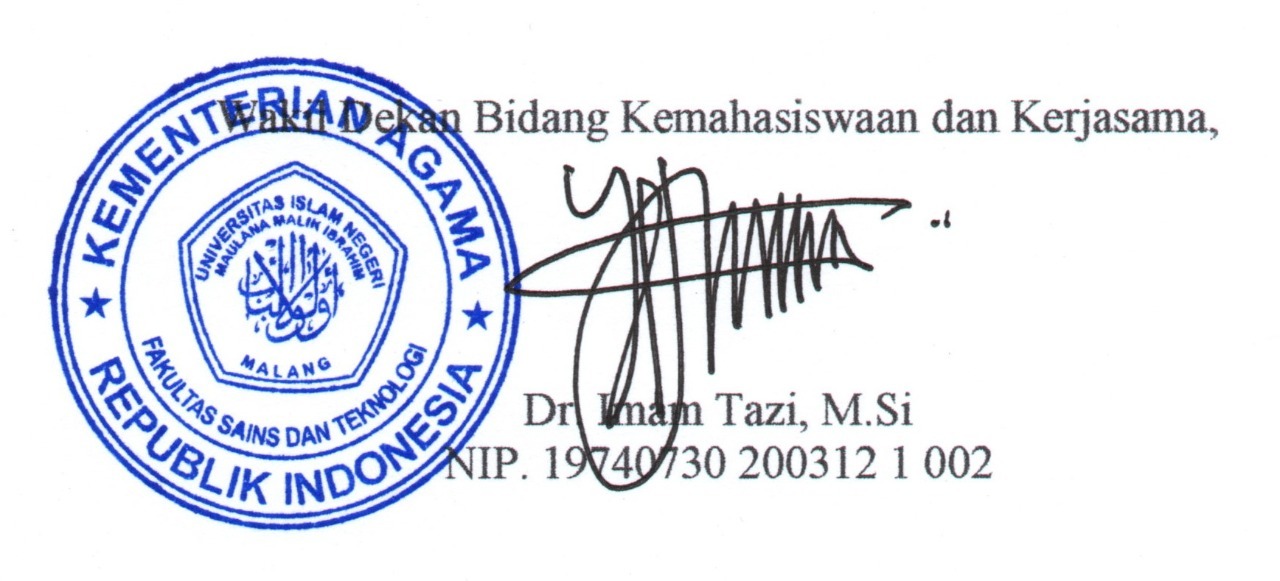 Wakil Dekan Bidang Kemahasiswaan dan Kerjasama,
KEMENTERIAN AGAMA
UNIVERSITAS ISLAM NEGERI
MAULANA MALIK IBRAHIM
MALANG
FAKULTAS SAINS DAN TEKNOLOGI
REPUBLIK INDONESIA
Dr. Imam Tazi, M.Si
NIP. 19740730 200312 1 002